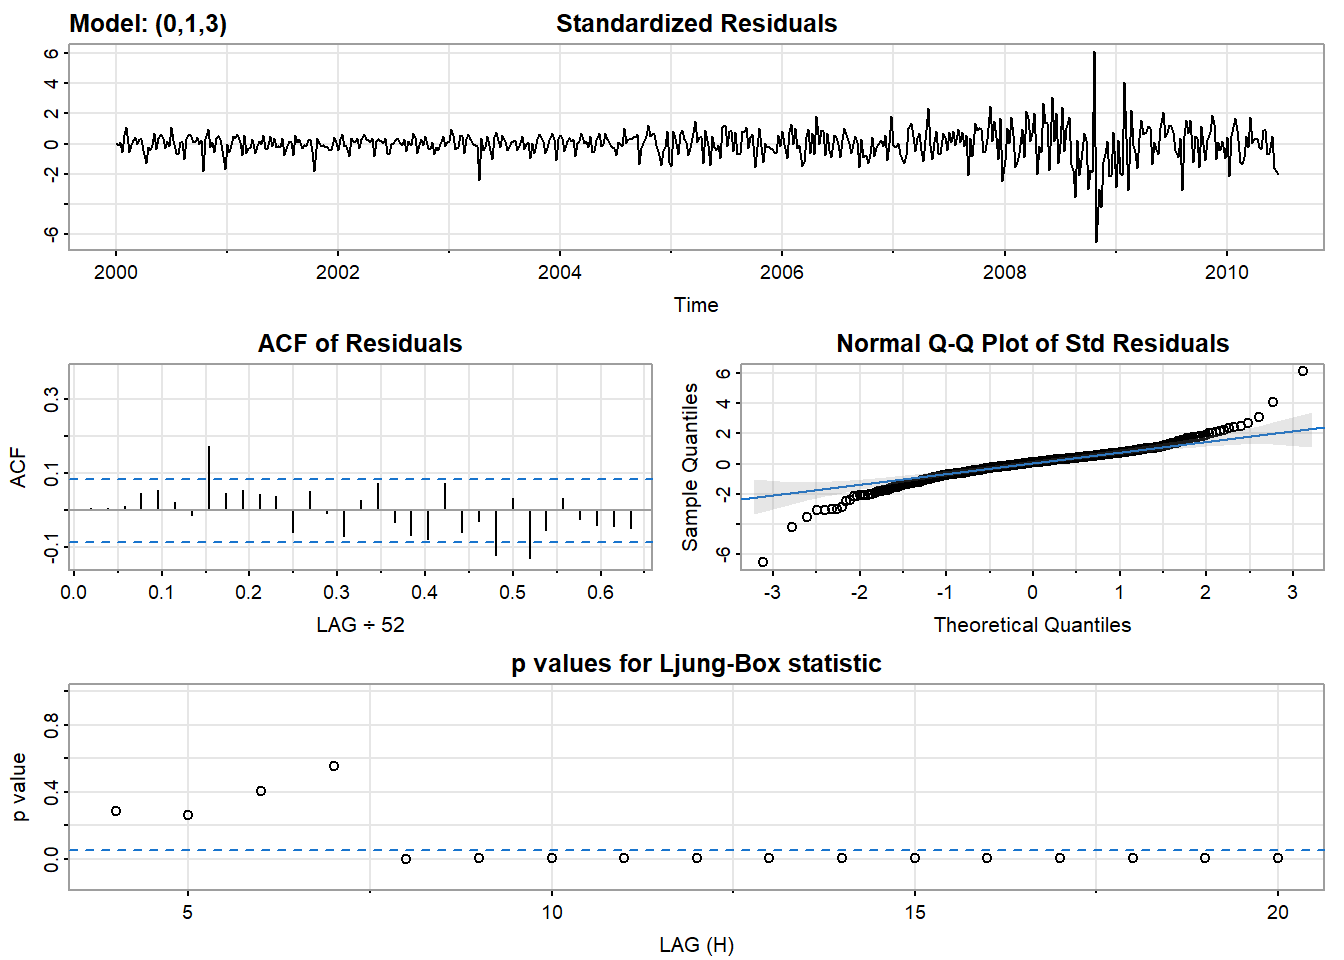 Model: (0,1,3) Standardized Residuals
6
4
2
0
-2
-6
2000 2002 2004 2006 2008 2010
Time
ACF of Residuals
ACF
0.3
0.1
-0.1
0.0 0.1 0.2 0.3 0.4 0.5 0.6
LAG ÷ 52
Normal Q-Q Plot of Std Residuals
Sample Quantiles
6
4
2
0
-2
-6
-3 -2 -1 0 1 2 3
Theoretical Quantiles
p values for Ljung-Box statistic
p value
0.8
0.4
0.0
5 10 15 20
LAG (H)